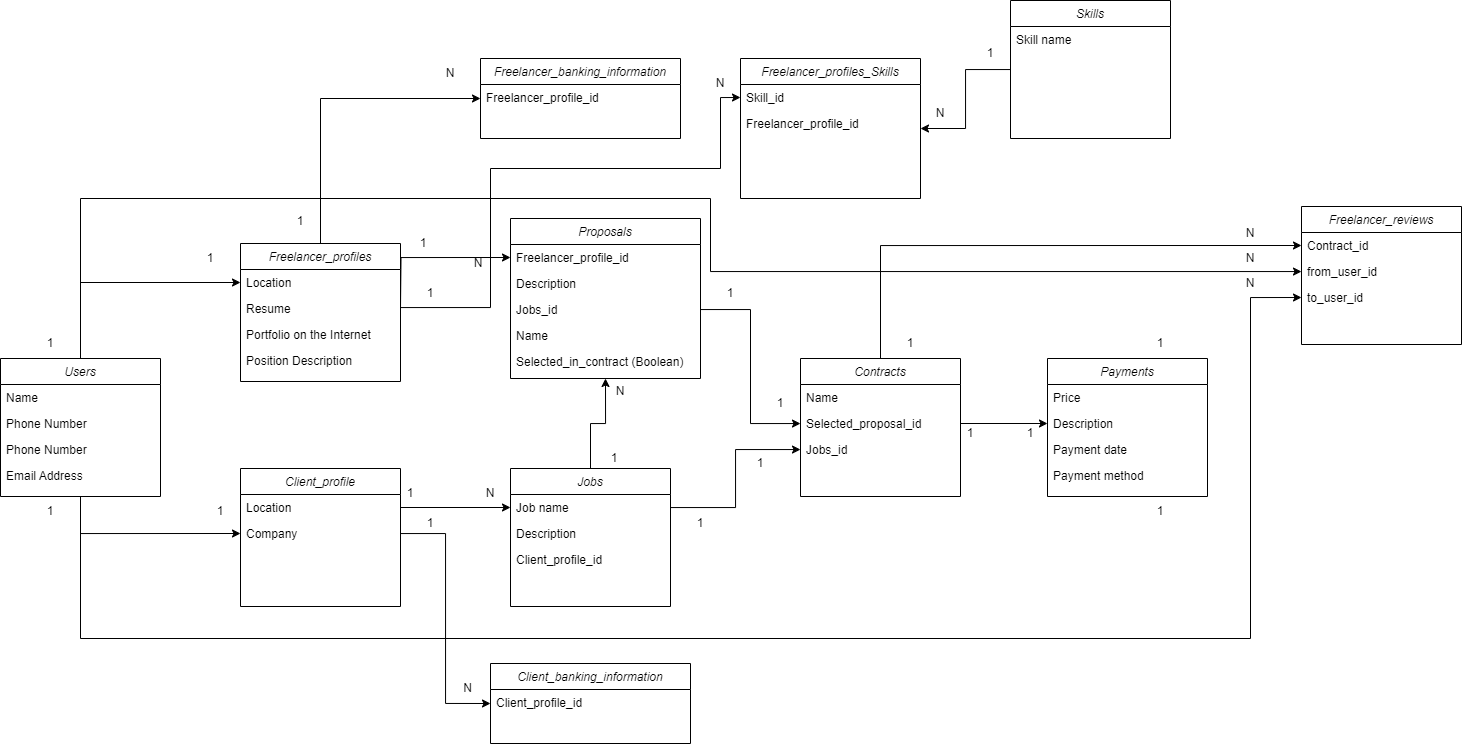 Skills
Skill name
1
N
Freelancer_banking_information
Freelancer_profile_id
N
Freelancer_profiles_Skills
Skill_id
Freelancer_profile_id
N
1
1
Freelancer_profiles
Location
Resume
Portfolio on the Internet
Position Description
1
N
1
Proposals
Freelancer_profile_id
Description
Jobs_id
Name
Selected_in_contract (Boolean)
1
N
Freelancer_reviews
Contract_id
from_user_id
to_user_id
N
N
N
1
Users
Name
Phone Number
Phone Number
Email Address
1
1
Client_profile
Location
Company
1
N
1
1
Jobs
Job name
Description
Client_profile_id
1
1
1
1
Contracts
Name
Selected_proposal_id
Jobs_id
1
1
1
Payments
Price
Description
Payment date
Payment method
1
N
Client_banking_information
Client_profile_id